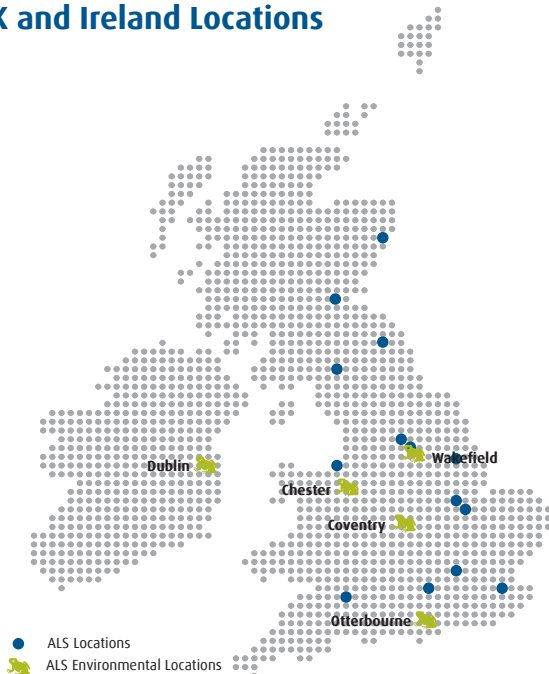 K and Ireland Locations
Wakefield
Dublin
Chester
Coventry
Otterbourne
ALS Locations
ALS Environmental Locations